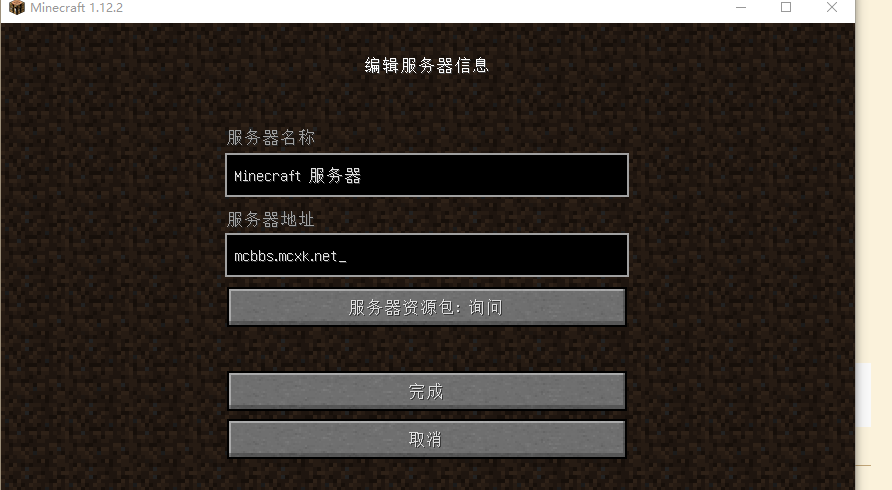 Minecraft 1.12.2
编辑服务器信息
服务器名称
Minecraft 服务器
服务器地址
mcbbs.mcxk.net_
服务器资源包: 询问
完成
取消